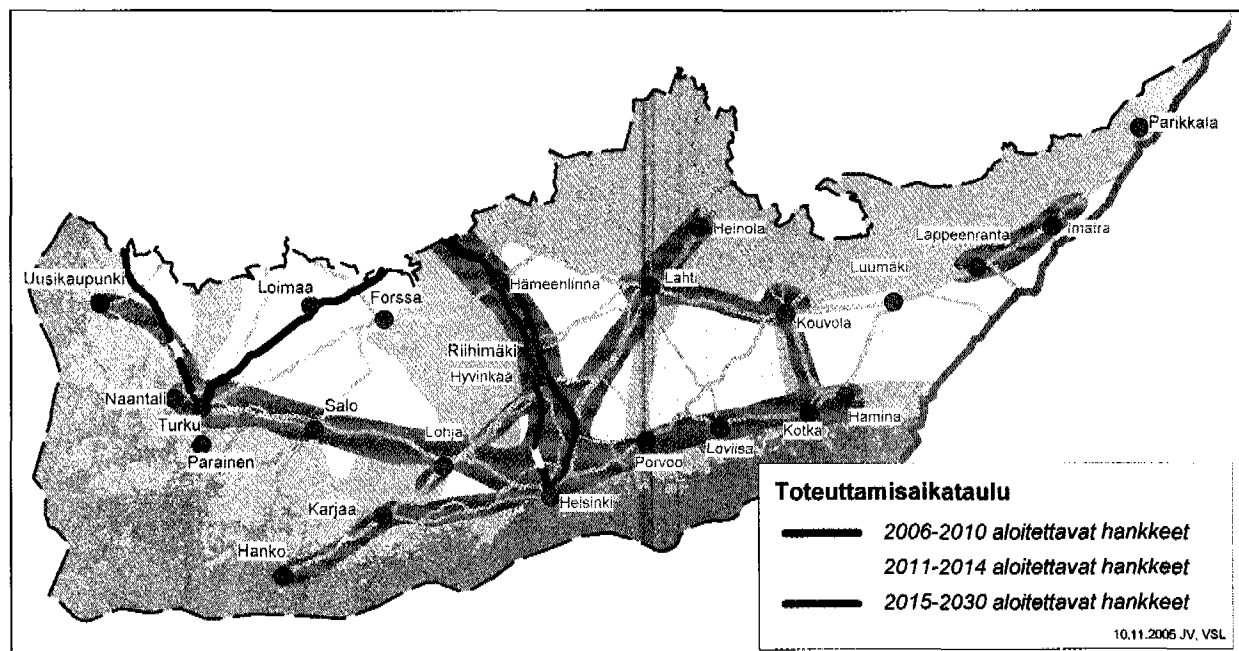 Parikkala
Heinola
Imatra
Lappeenranta
Uusikaupunki
Loimaa
Forssa
Hämeenlinna
Lahti
Luumäki
Kouvola
Riihimäki
Hyvinkää
Naantali
Turku
Salo
Lohja
Hamina
Kotka
Loviisa
Porvoo
Parainen
Karjaa
Helsinki
Hanko
Toteuttamisaikataulu
2006-2010 aloitettavat hankkeet
2011-2014 aloitettavat hankkeet
2015-2030 aloitettavat hankkeet
10.11.2005 JV, VSL